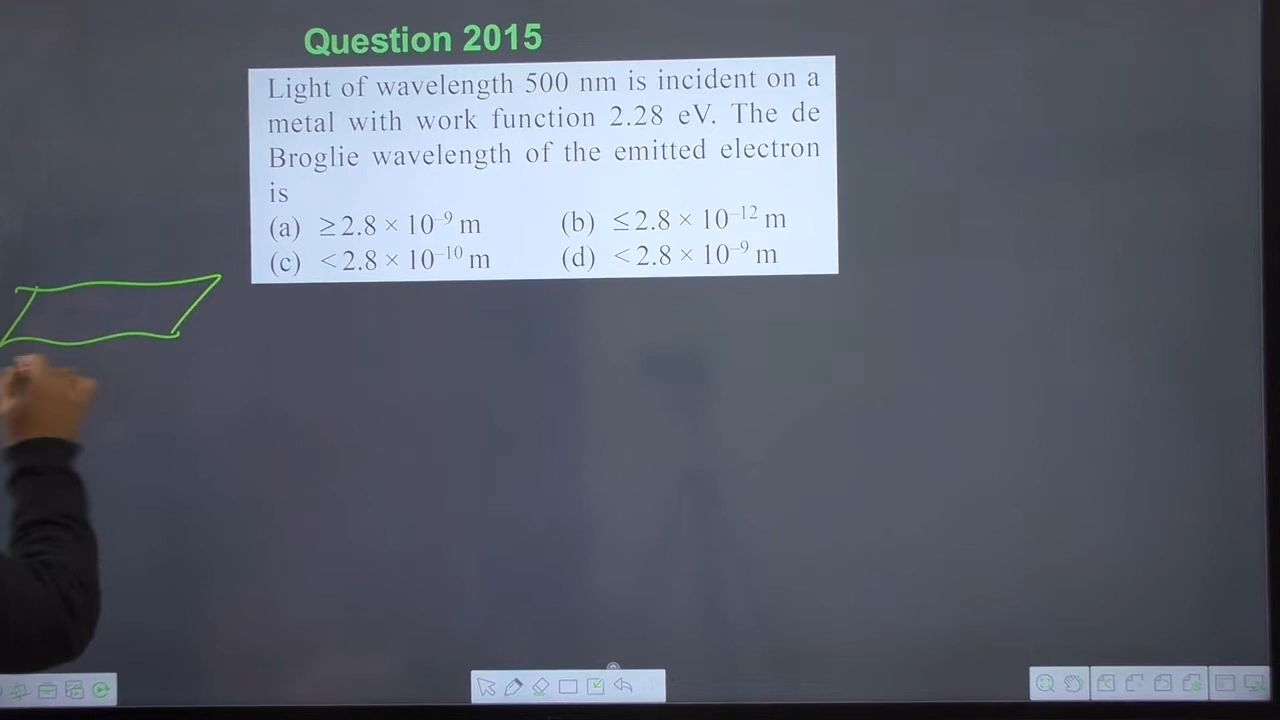 Question 2015
Light of wavelength 500 nm is incident on a
metal with work function 2.28 eV. The de
Broglie wavelength of the emitted electron
is
(a) ≥2.8 × 10⁻⁹ m (b) ≤2.8 × 10⁻¹² m
(c) <2.8 × 10⁻¹⁰ m (d) <2.8 × 10⁻⁹ m